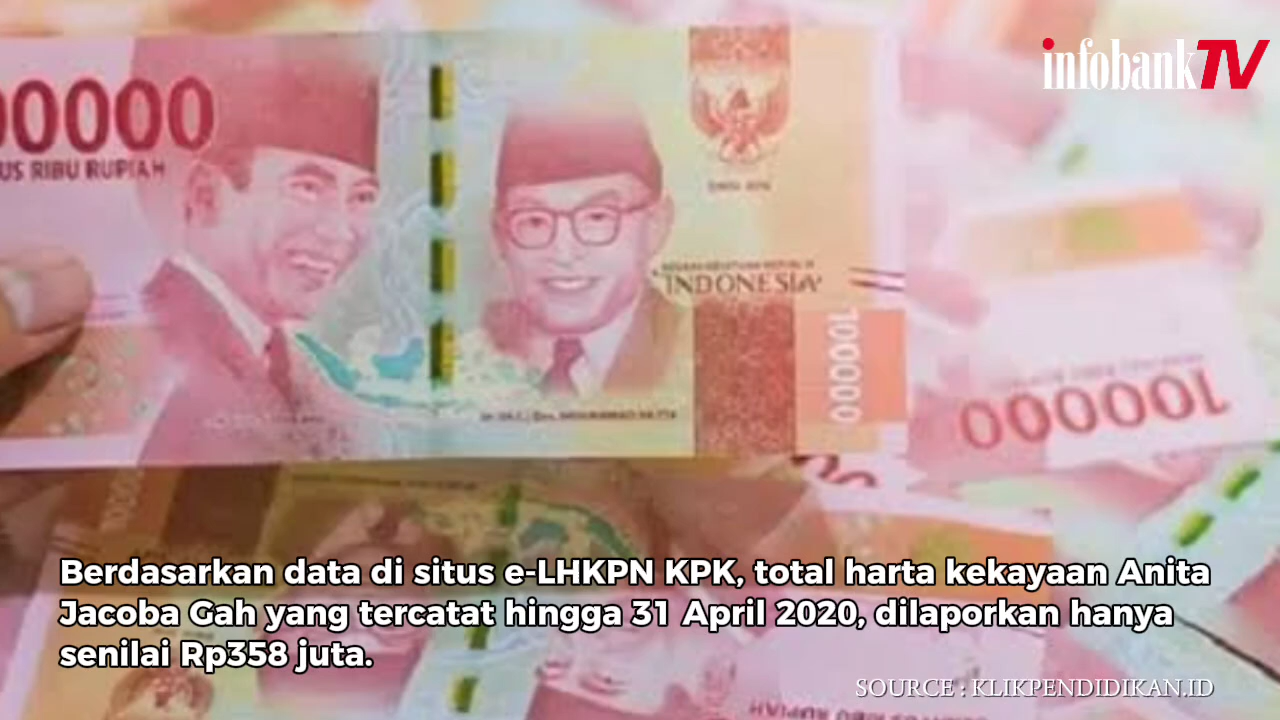 infobankTV
00000
US RIBU RUPIAH
INDONESIA
100000
100000
Berdasarkan data di situs e-LHKPN KPK, total harta kekayaan Anita
Jacoba Gah yang tercatat hingga 31 April 2020, dilaporkan hanya
senilai Rp358 juta.
SOURCE : KLIKPENDIDIKAN.ID